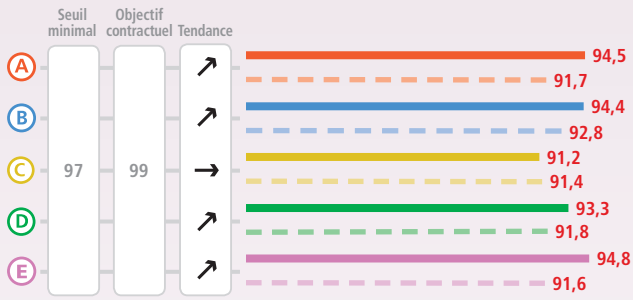 Seuil minimal
Objectif contractuel
Tendance
A
94,5
91,7
B
94,4
92,8
C
97
99
91,2
91,4
D
93,3
91,8
E
94,8
91,6